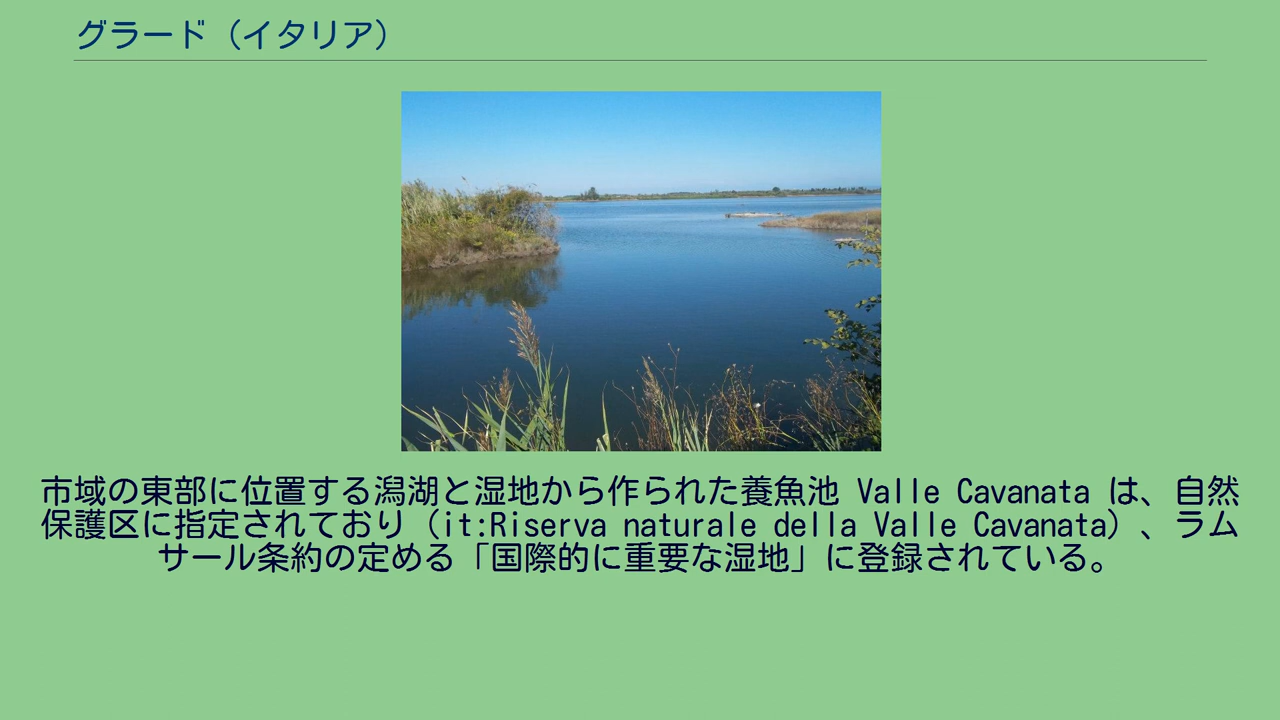 グラード（イタリア）
市域の東部に位置する潟湖と湿地から作られた養魚池 Valle Cavanata は、自然
保護区に指定されており（it:Riserva naturale della Valle Cavanata）、ラム
サール条約の定める「国際的に重要な湿地」に登録されている。